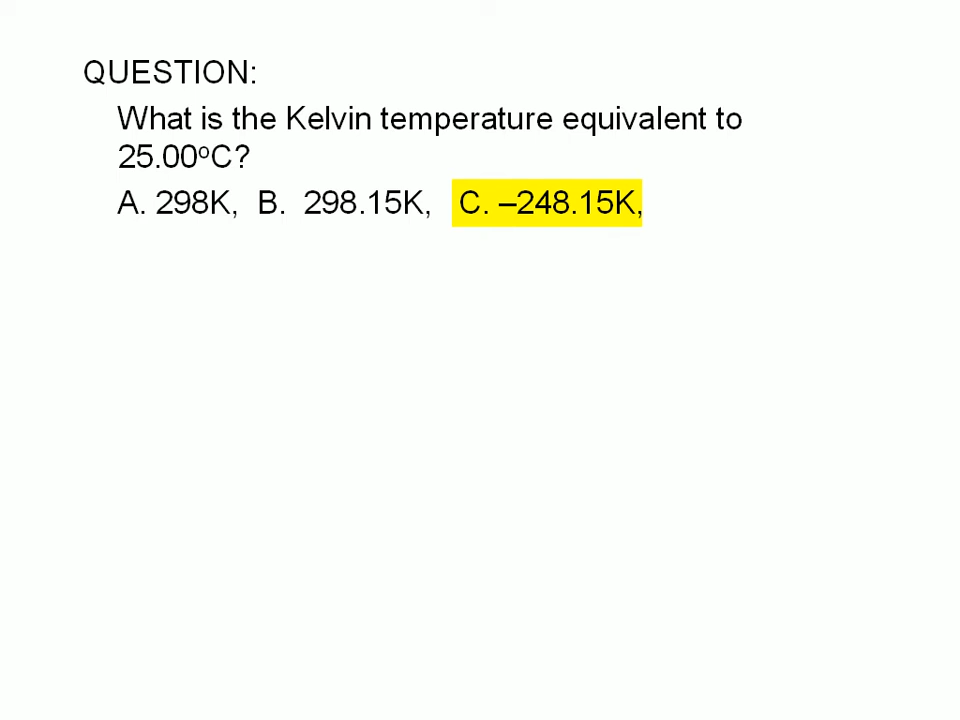 QUESTION:
What is the Kelvin temperature equivalent to
25.00ºC?
A. 298K, B. 298.15K, C. –248.15K,